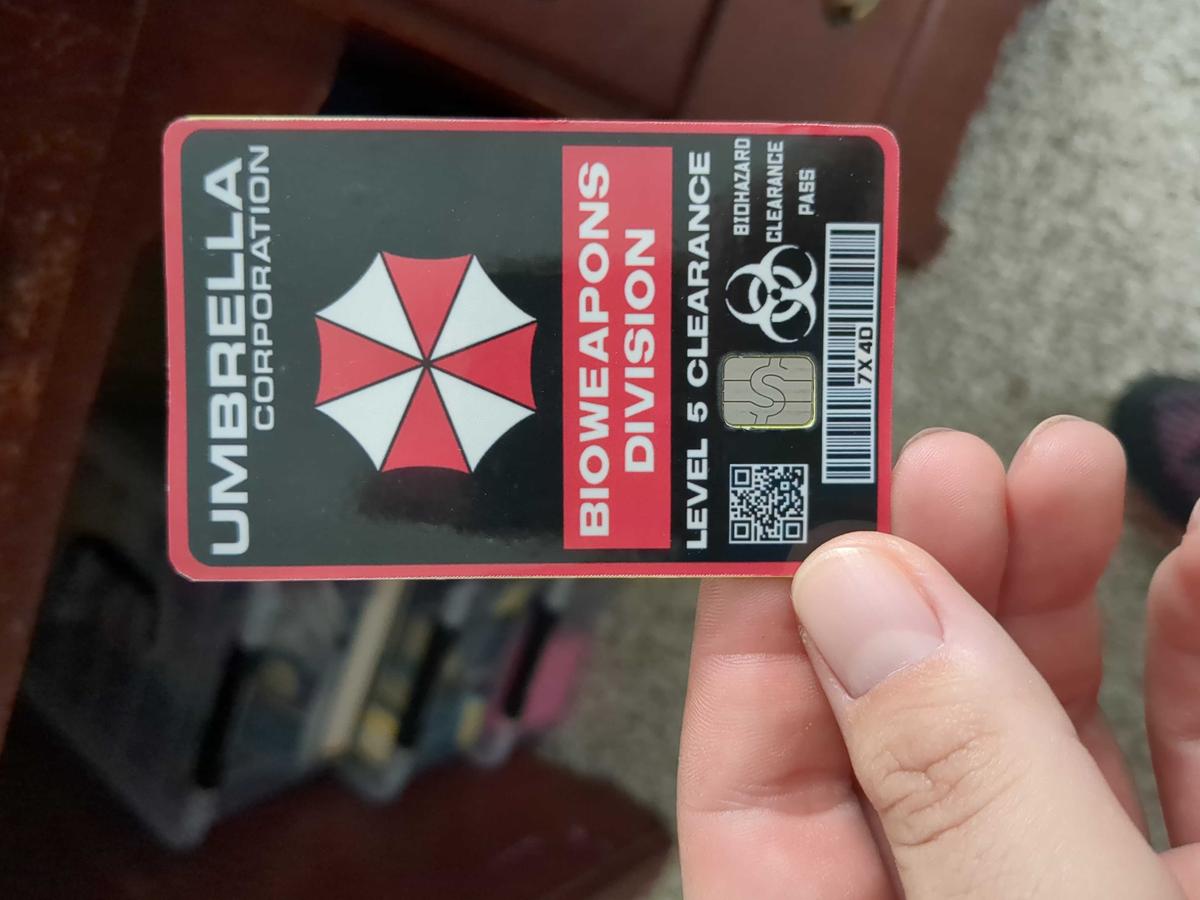 UMBRELLA
CORPORATION
BIOWEAPONS
DIVISION
LEVEL 5 CLEARANCE
BIOHAZARD
CLEARANCE
PASS
7X 4D